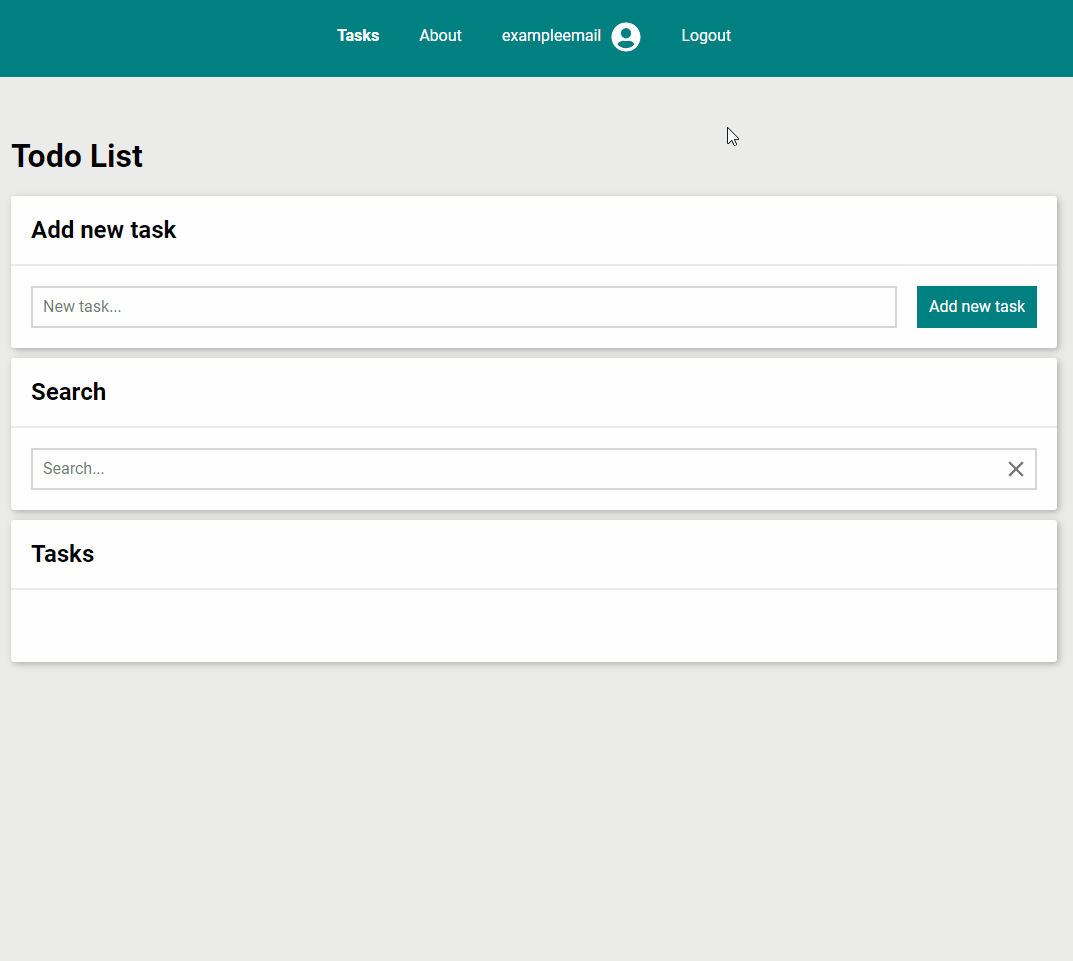 Tasks About exampleemail Logout
Todo List
Add new task
New task... Add new task
Search
Search...
Tasks